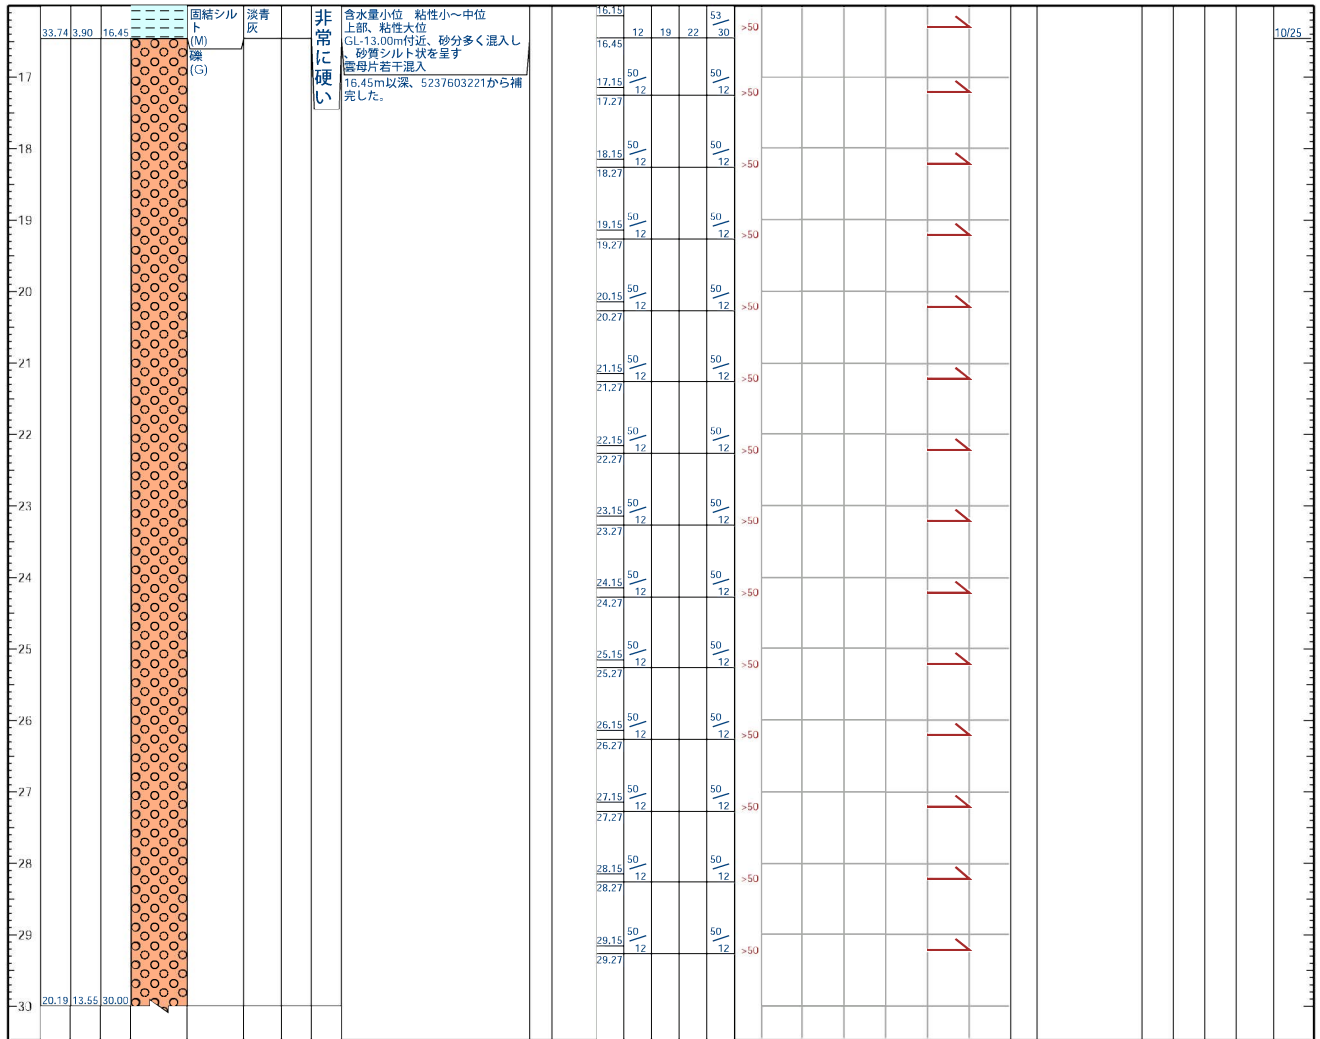 固結シル
ト
(M)
淡青
灰
非常に硬い
含水量小位 粘性小～中位
上部、粘性大位
GL-13.00m付近、砂分多く混入し
、砂質シルト状を呈す
雲母片若干混入
33.74 3.90 16.45
礫
(G)
16.45m以深、5237603221から補
完した。
16.15 53
12 19 22 30 >50 10/25
16.45
17
50 50
17.15 12 12 >50
17.27
18
50 50
18.15 12 12 >50
18.27
19
50 50
19.15 12 12 >50
19.27
20
50 50
20.15 12 12 >50
20.27
21
50 50
21.15 12 12 >50
21.27
22
50 50
22.15 12 12 >50
22.27
23
50 50
23.15 12 12 >50
23.27
24
50 50
24.15 12 12 >50
24.27
25
50 50
25.15 12 12 >50
25.27
26
50 50
26.15 12 12 >50
26.27
27
50 50
27.15 12 12 >50
27.27
28
50 50
28.15 12 12 >50
28.27
29
50 50
29.15 12 12 >50
29.27
30 20.19 13.55 30.00